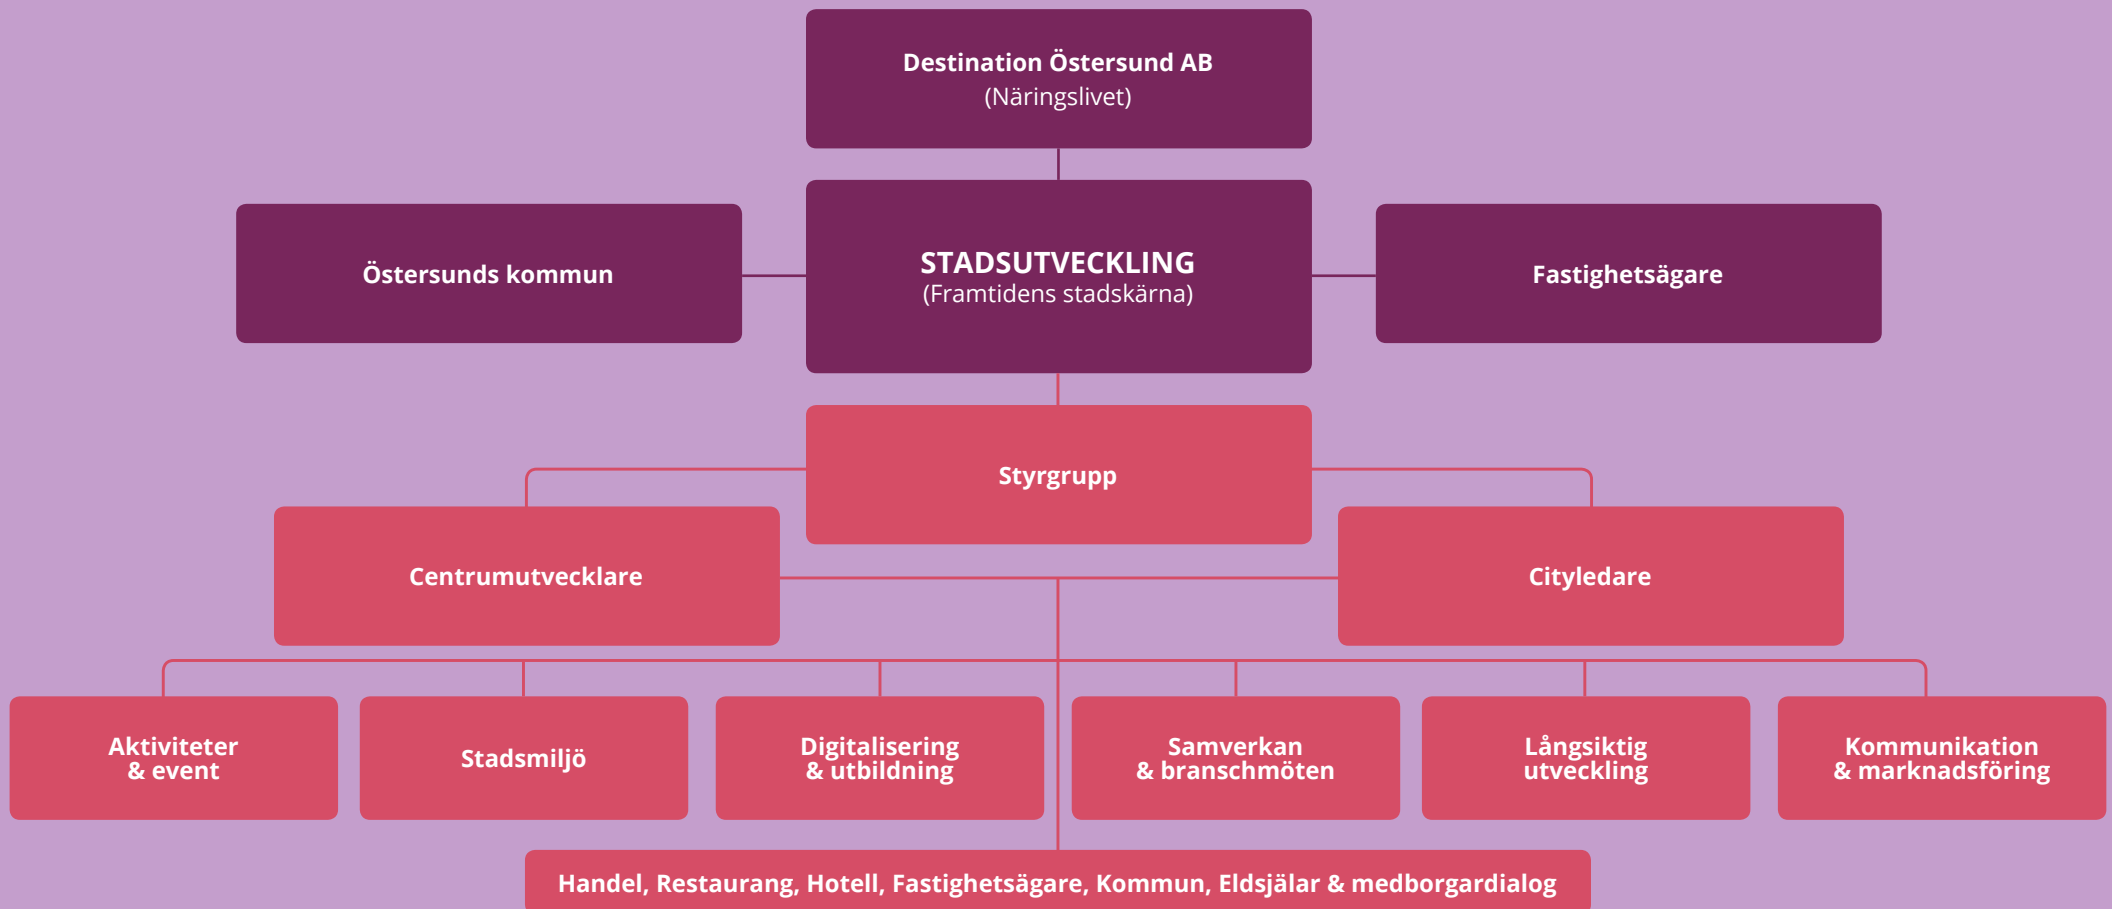 Destination Östersund AB
(Näringslivet)
Östersunds kommun
STADSUTVECKLING
(Framtidens stadskärna)
Fastighetsägare
Styrgrupp
Centrumutvecklare
Cityledare
Aktiviteter
& event
Stadsmiljö
Digitalisering
& utbildning
Samverkan
& branschmöten
Långsiktig
utveckling
Kommunikation
& marknadsföring
Handel, Restaurang, Hotell, Fastighetsägare, Kommun, Eldsjälar & medborgardialog